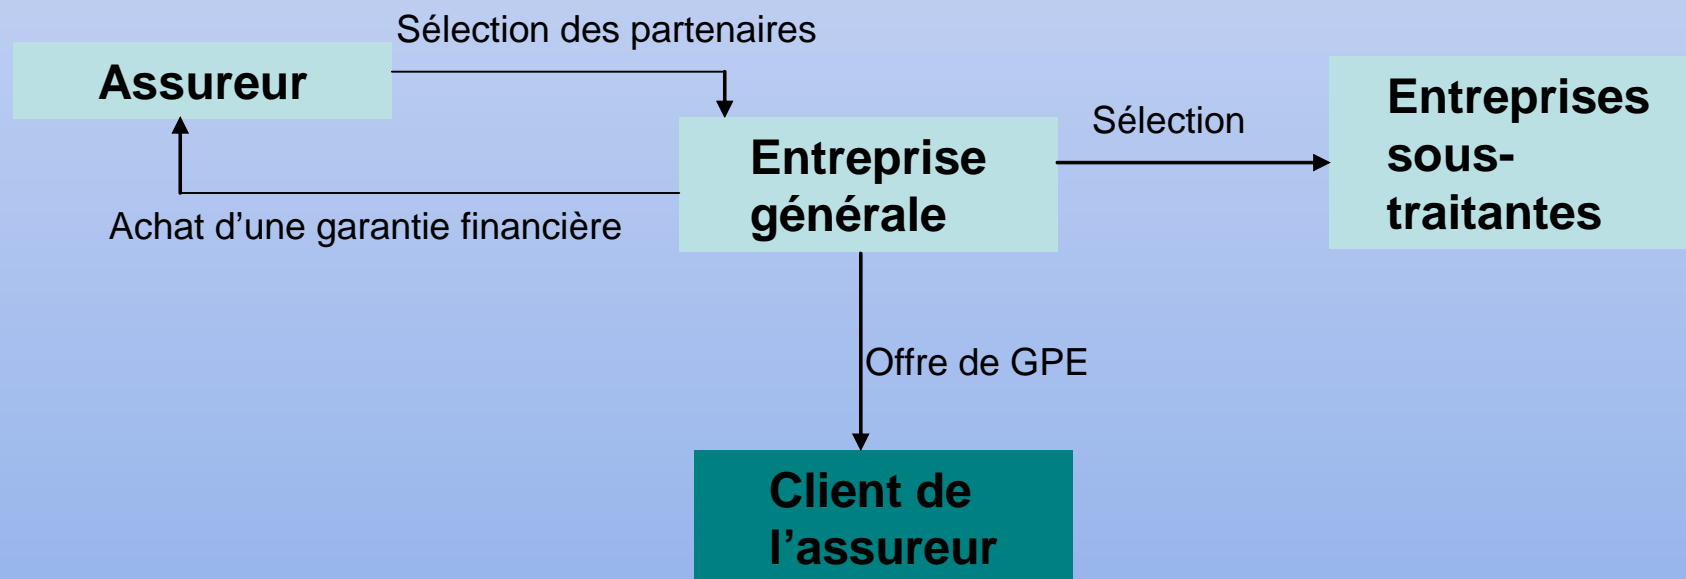 Sélection des partenaires
Assureur
Achat d’une garantie financière
Entreprise
générale
Sélection
Entreprises
sous-
traitantes
Offre de GPE
Client de
l’assureur